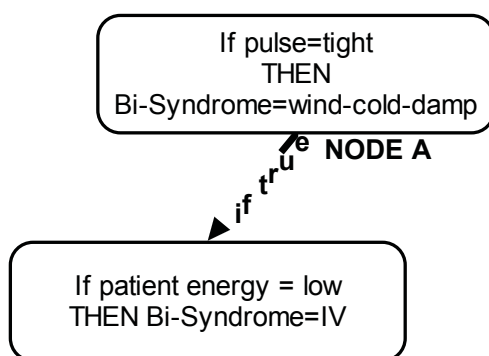 If pulse=tight
THEN
Bi-Syndrome=wind-cold-damp
NODE A
if true
If patient energy = low
THEN Bi-Syndrome=IV